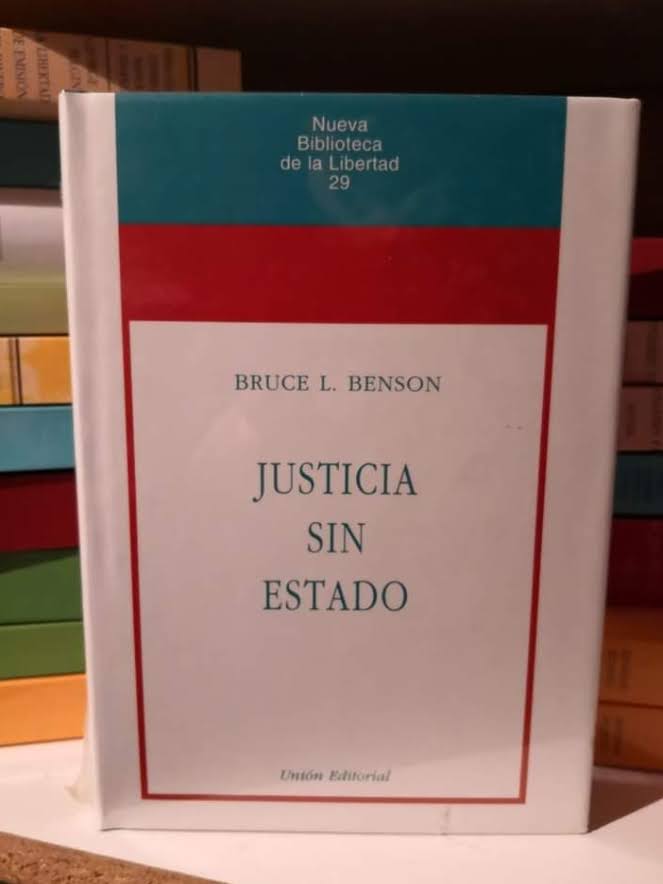 Nueva
Biblioteca
de la Libertad
29
BRUCE L. BENSON
JUSTICIA
SIN
ESTADO
Unión Editorial